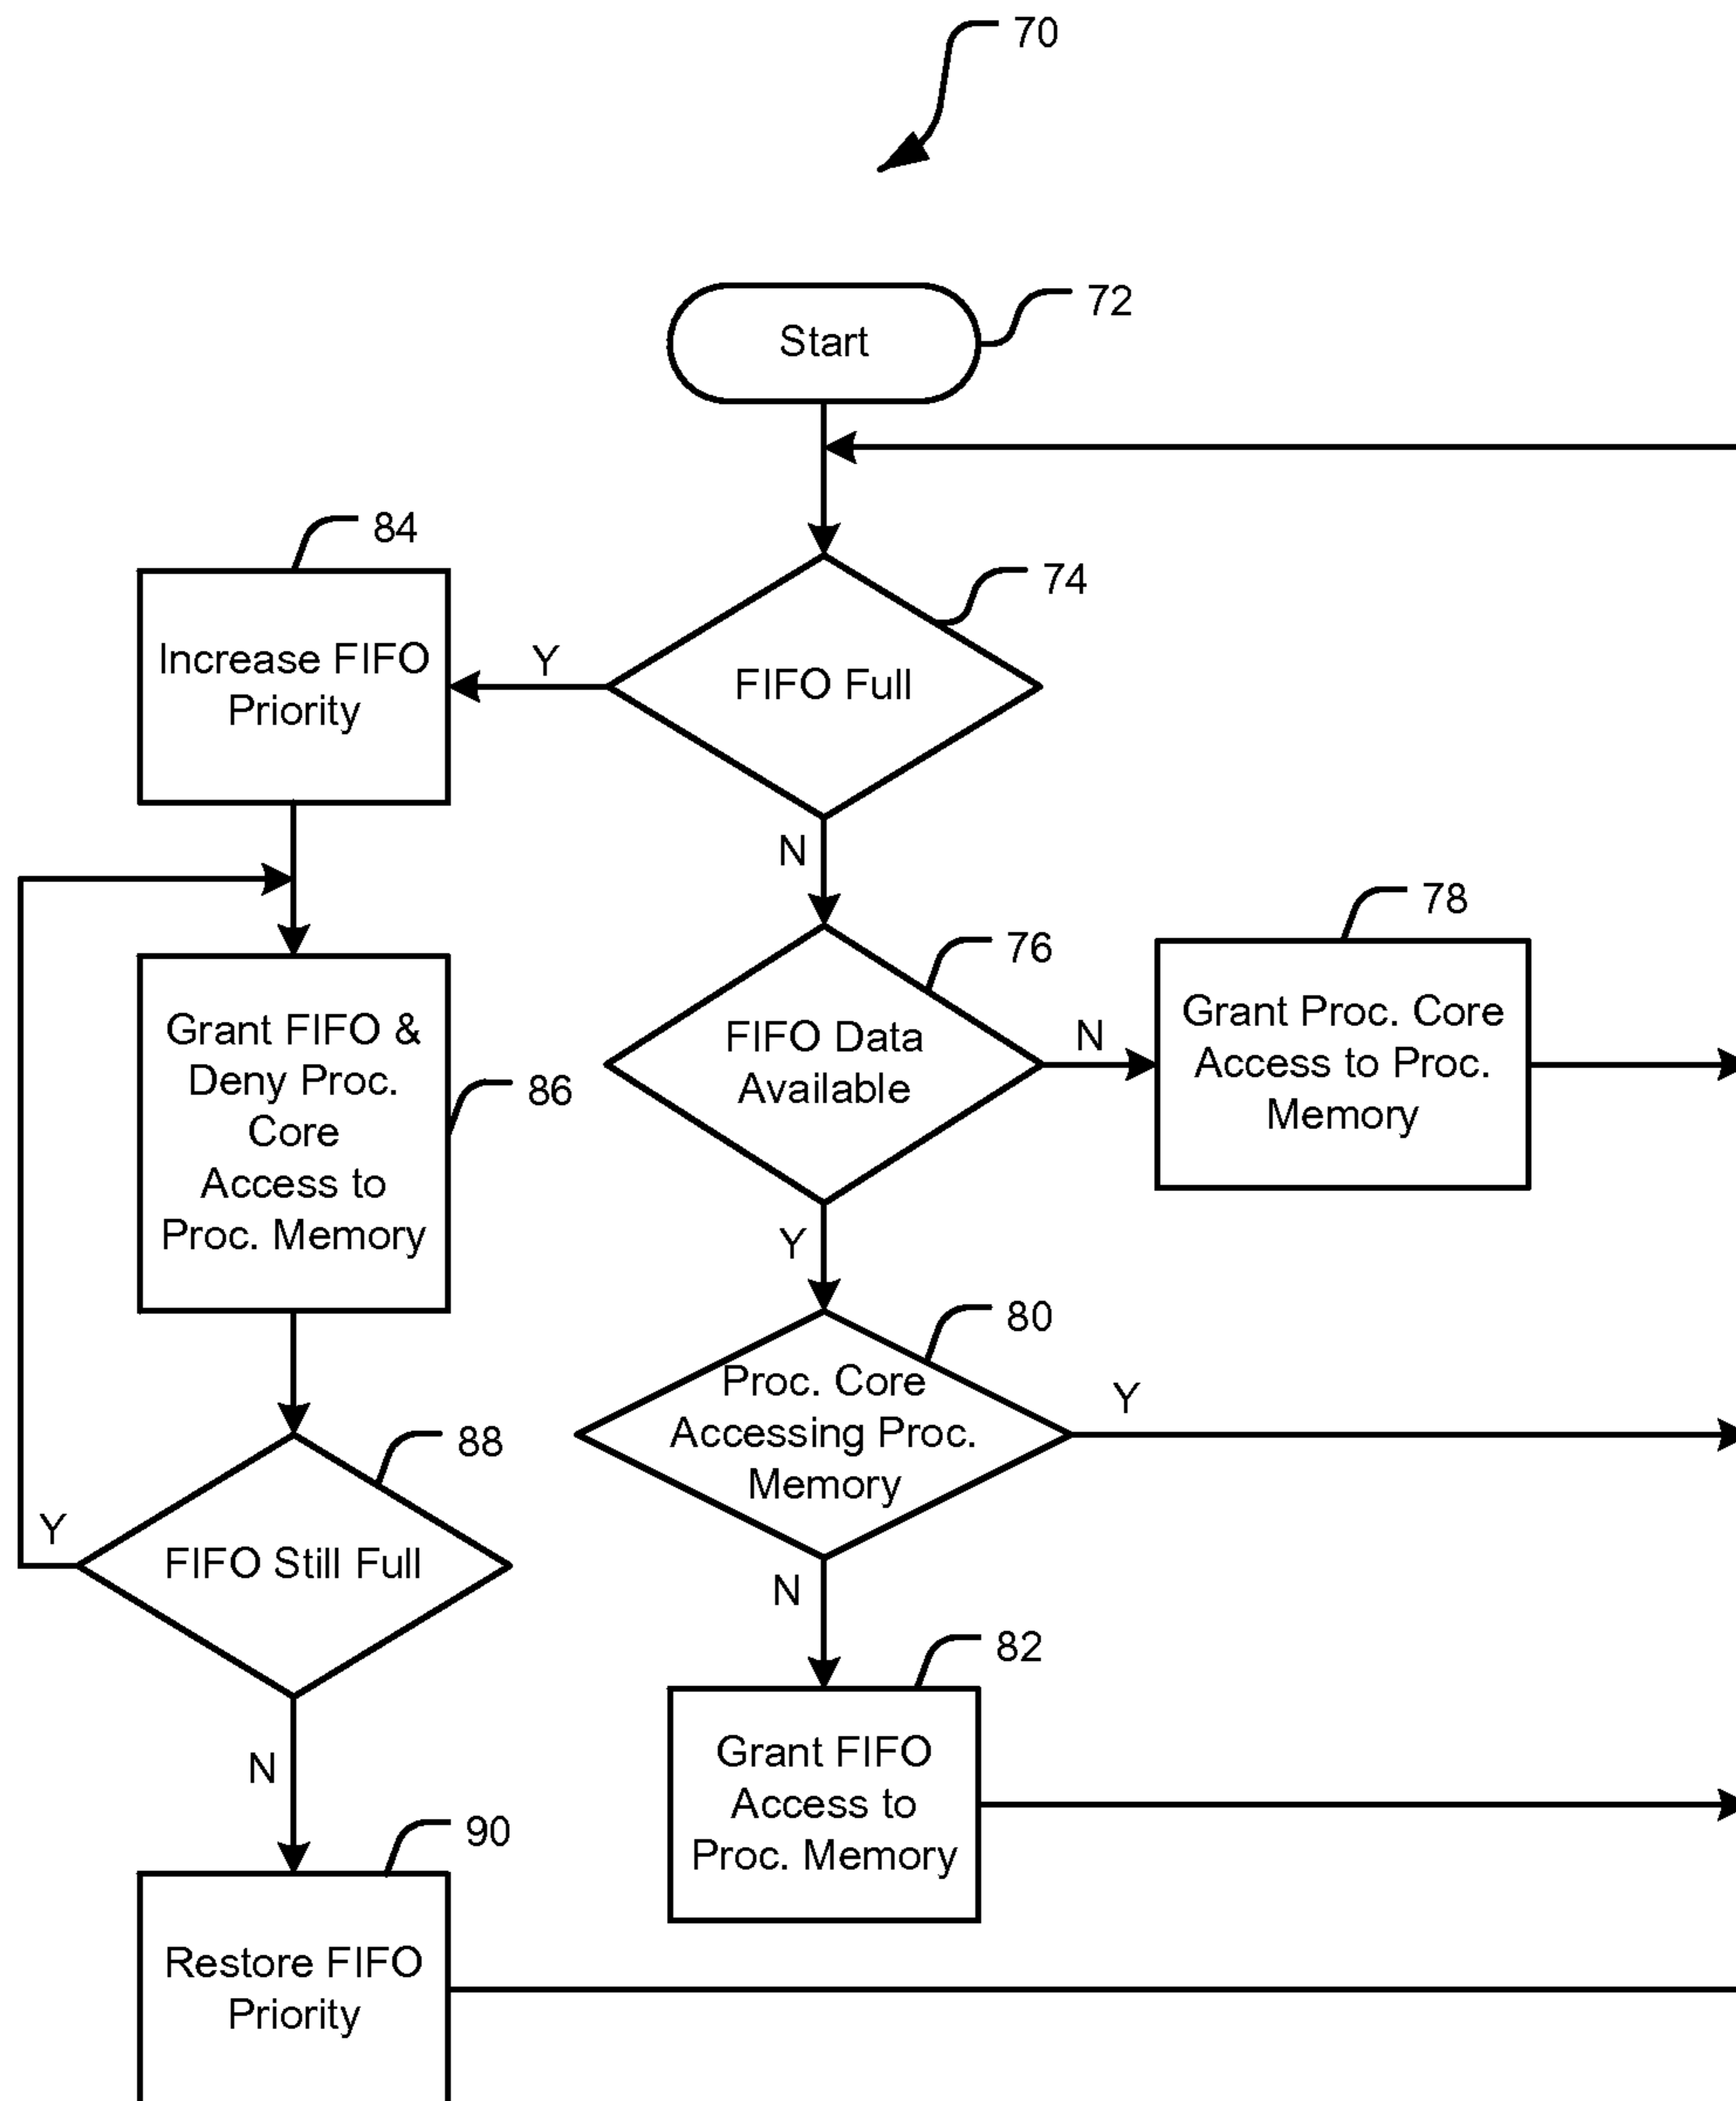 70
Start
72
84
Increase FIFO
Priority
Y
FIFO Full
74
N
86
Grant FIFO &
Deny Proc.
Core
Access to
Proc. Memory
FIFO Data
Available
76
N
78
Grant Proc. Core
Access to Proc.
Memory
Y
Proc. Core
Accessing Proc.
Memory
80
Y
88
Y
FIFO Still Full
N
82
Grant FIFO
Access to
Proc. Memory
N
90
Restore FIFO
Priority